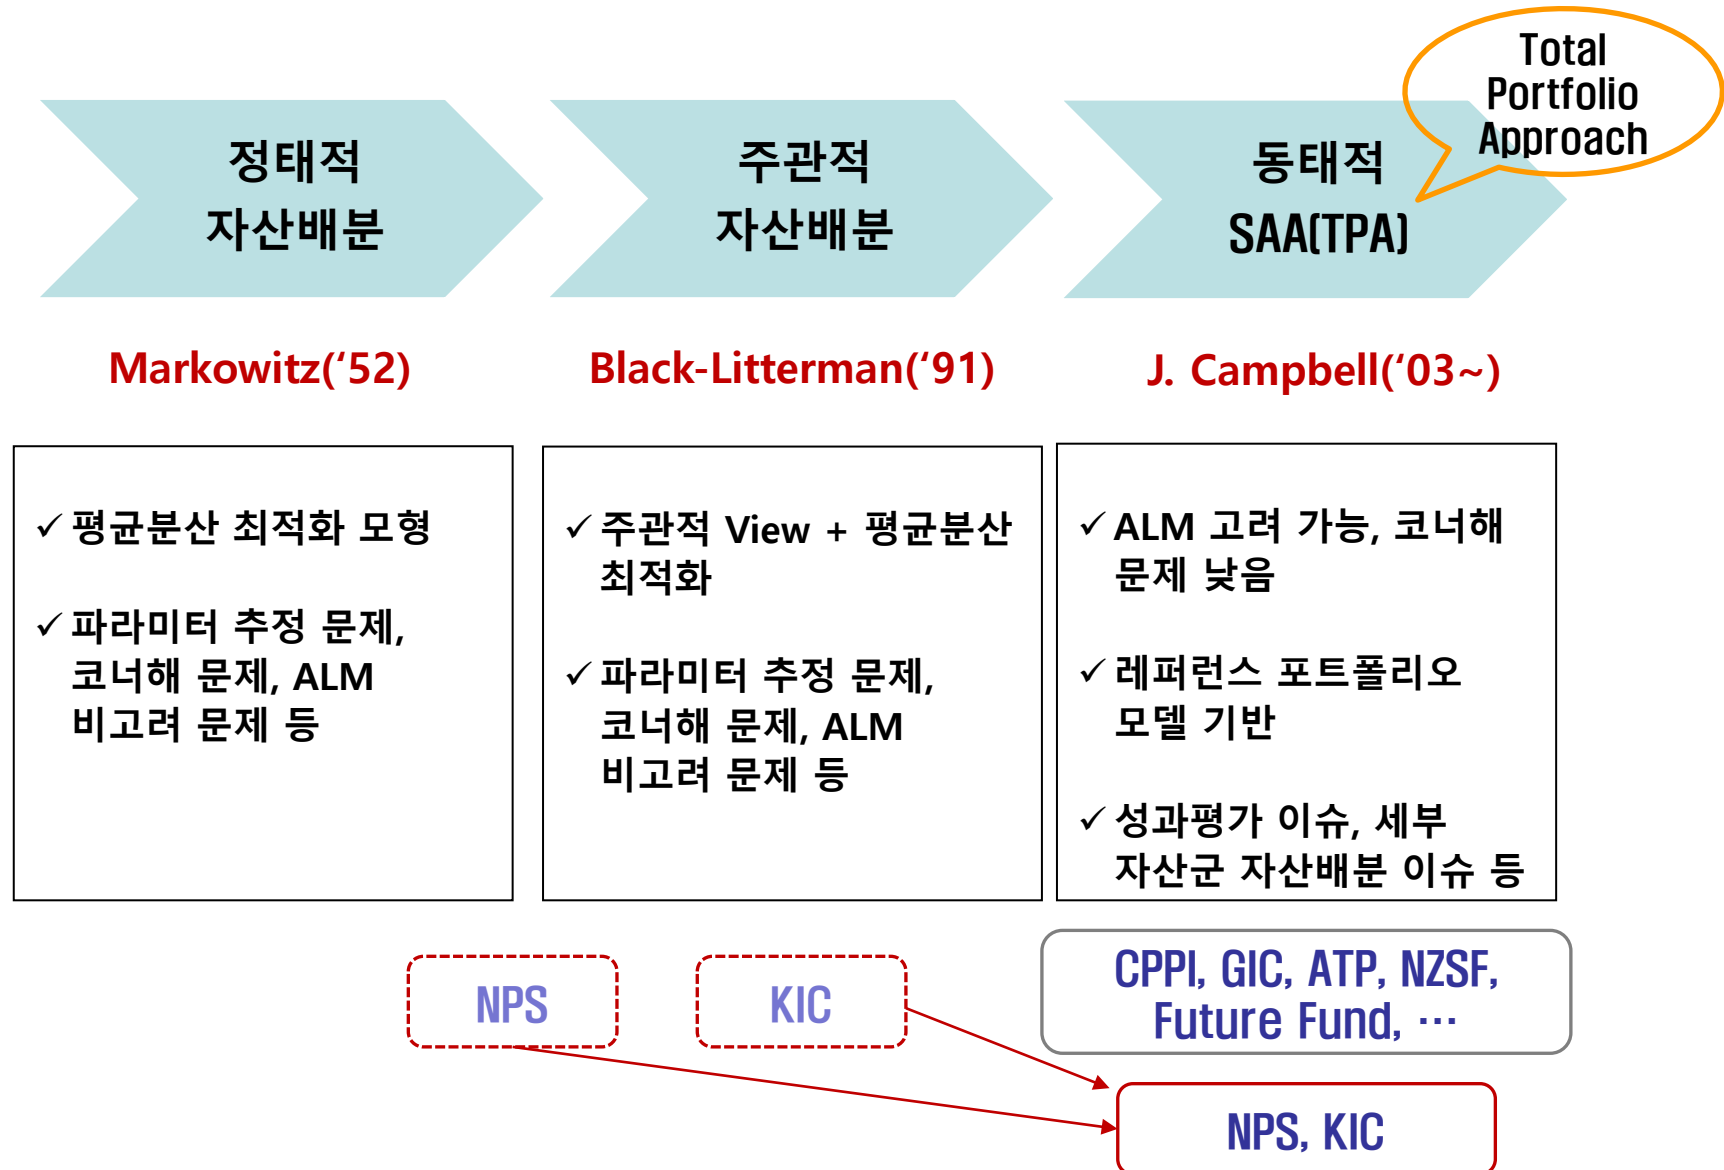 Total
Portfolio
Approach
정태적
자산배분
주관적
자산배분
동태적
SAA(TPA)
Markowitz(‘52)
Black-Litterman(‘91)
J. Campbell(‘03~)
✓ 평균분산 최적화 모형
✓ 파라미터 추정 문제,
코너해 문제, ALM
비고려 문제 등
✓ 주관적 View + 평균분산
최적화
✓ 파라미터 추정 문제,
코너해 문제, ALM
비고려 문제 등
✓ ALM 고려 가능, 코너해
문제 낮음
✓ 레퍼런스 포트폴리오
모델 기반
✓ 성과평가 이슈, 세부
자산군 자산배분 이슈 등
NPS
KIC
CPPI, GIC, ATP, NZSF,
Future Fund, ⋯
NPS, KIC